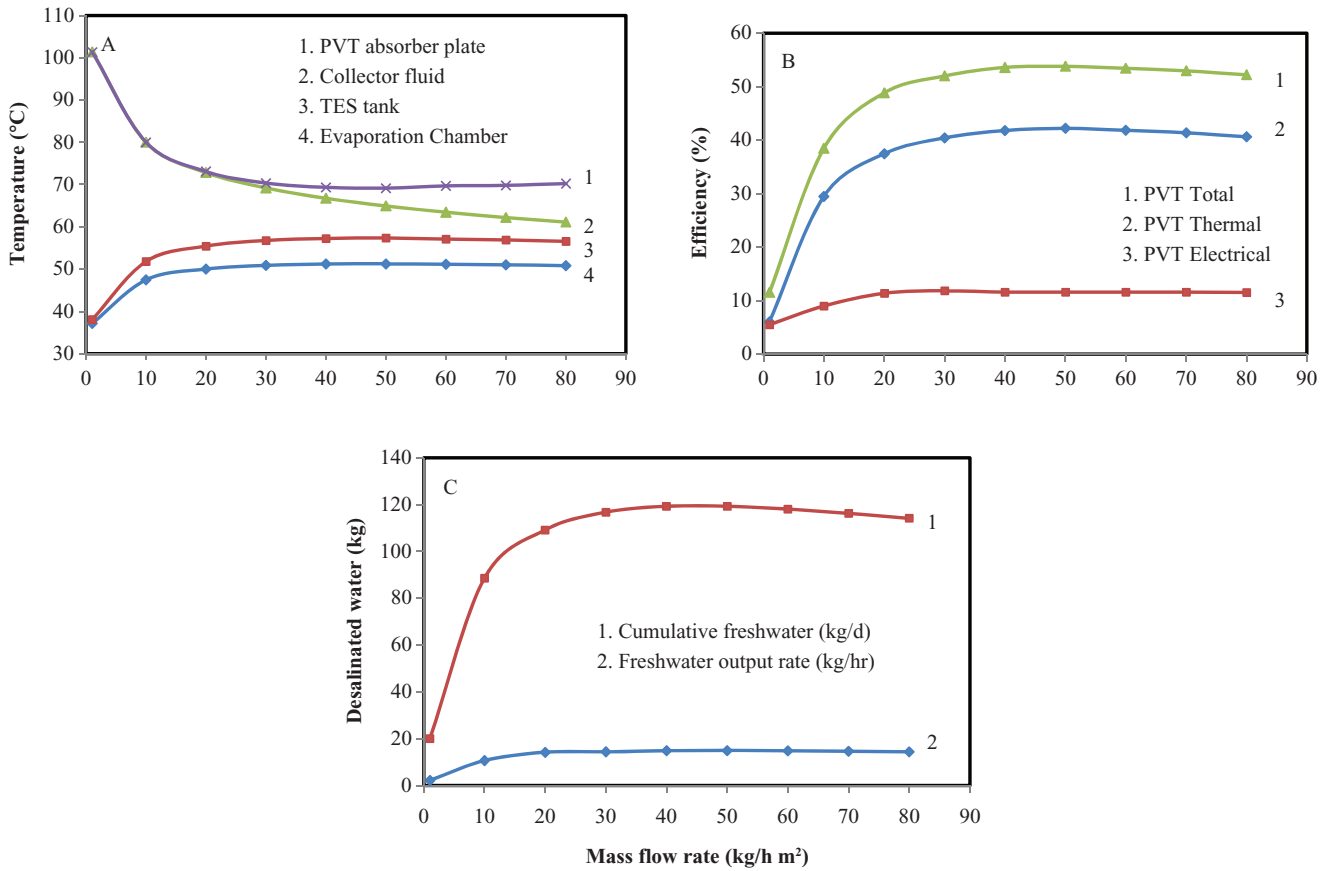 A
1. PVT absorber plate
2. Collector fluid
3. TES tank
4. Evaporation Chamber
Temperature (°C)
110
100
90
80
70
60
50
40
30
0 10 20 30 40 50 60 70 80 90
1
2
3
4
B
1. PVT Total
2. PVT Thermal
3. PVT Electrical
Efficiency (%)
60
50
40
30
20
10
0
0 10 20 30 40 50 60 70 80 90
1
2
3
C
1. Cumulative freshwater (kg/d)
2. Freshwater output rate (kg/hr)
Desalinated water (kg)
140
120
100
80
60
40
20
0
0 10 20 30 40 50 60 70 80 90
1
2
Mass flow rate (kg/h m²)